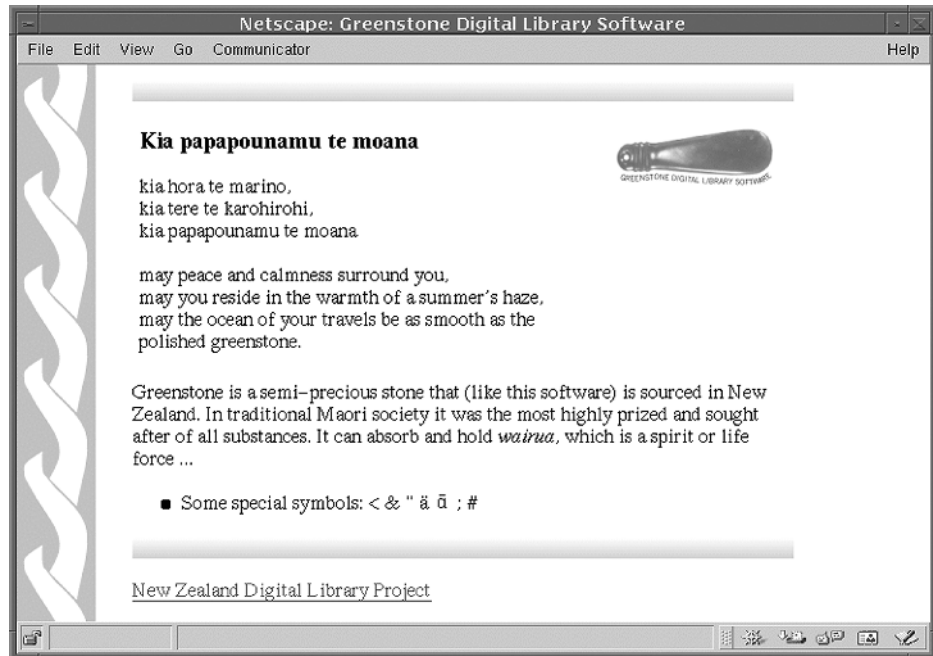 Netscape: Greenstone Digital Library Software
File Edit View Go Communicator Help
Kia papapounamu te moana
GREENSTONE DIGITAL LIBRARY SOFTWARE
kia hora te marino,
kia tere te karohirohi,
kia papapounamu te moana
may peace and calmness surround you,
may you reside in the warmth of a summer's haze,
may the ocean of your travels be as smooth as the
polished greenstone.
Greenstone is a semi-precious stone that (like this software) is sourced in New
Zealand. In traditional Maori society it was the most highly prized and sought
after of all substances. It can absorb and hold wairua, which is a spirit or life
force ...
Some special symbols: < & " ä ā ; #
New Zealand Digital Library Project